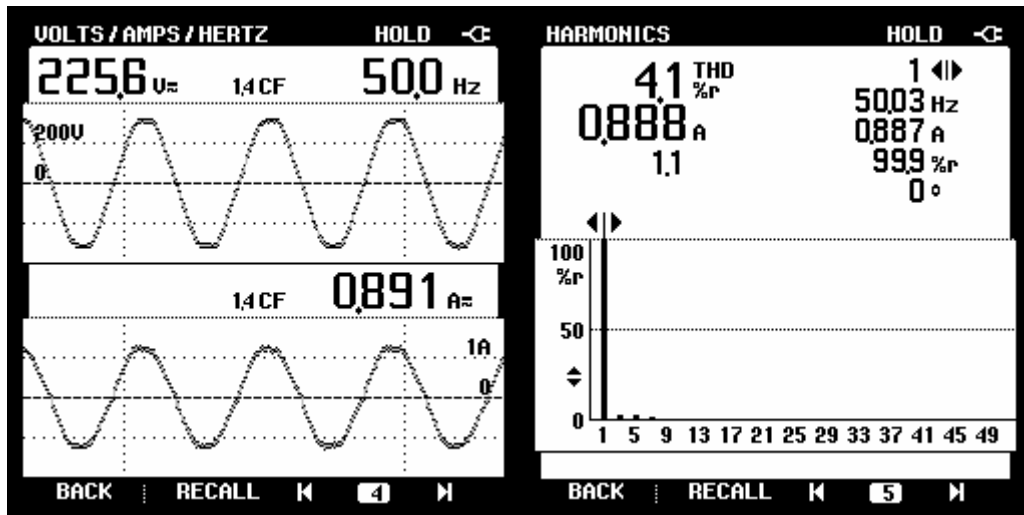 VOLTS/AMPS/HERTZ HOLD
225,6 V≂ 1,4 CF 50,0 Hz
200V
0
1,4 CF 0,891 A≂
1A
0
BACK RECALL 4
HARMONICS HOLD
4,1 THD %r
0,888 A
1.1
1
50,03 Hz
0,887 A
99,9 %r
0 °
100
%r
50
0
1 5 9 13 17 21 25 29 33 37 41 45 49
BACK RECALL 5